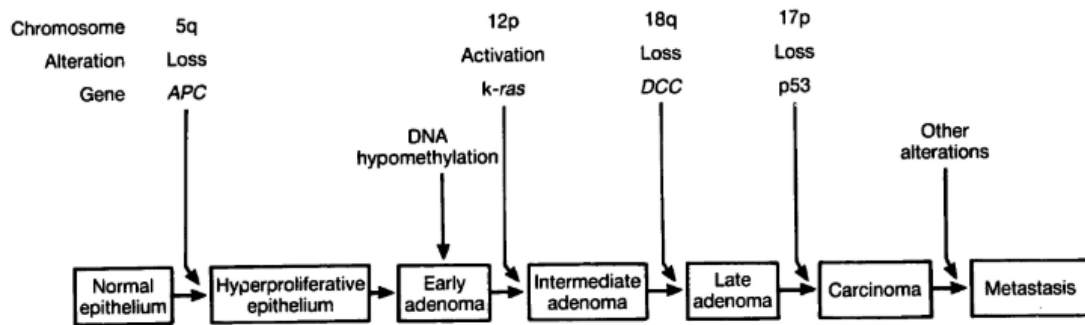 Chromosome 5q 12p 18q 17p
Alteration Loss Activation Loss Loss
Gene APC k-ras DCC p53
DNA
hypomethylation
Other
alterations
Normal
epithelium
Hyperproliferative
epithelium
Early
adenoma
Intermediate
adenoma
Late
adenoma
Carcinoma
Metastasis